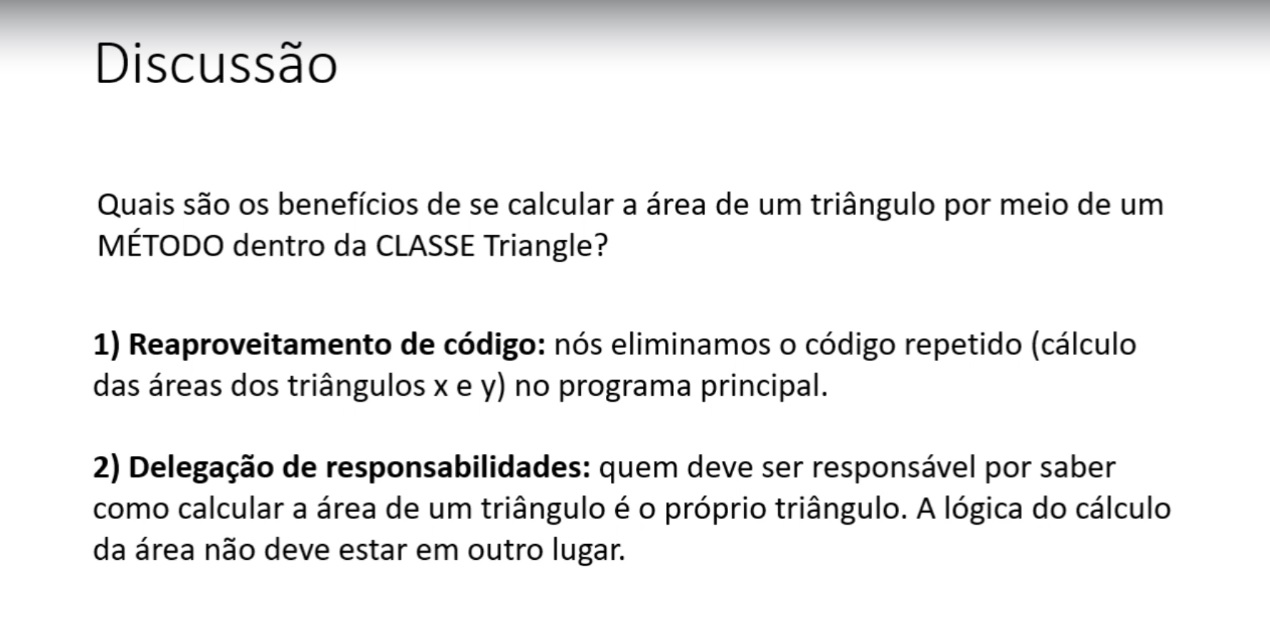 Discussão
Quais são os benefícios de se calcular a área de um triângulo por meio de um
MÉTODO dentro da CLASSE Triangle?
1) Reaproveitamento de código: nós eliminamos o código repetido (cálculo
das áreas dos triângulos x e y) no programa principal.
2) Delegação de responsabilidades: quem deve ser responsável por saber
como calcular a área de um triângulo é o próprio triângulo. A lógica do cálculo
da área não deve estar em outro lugar.